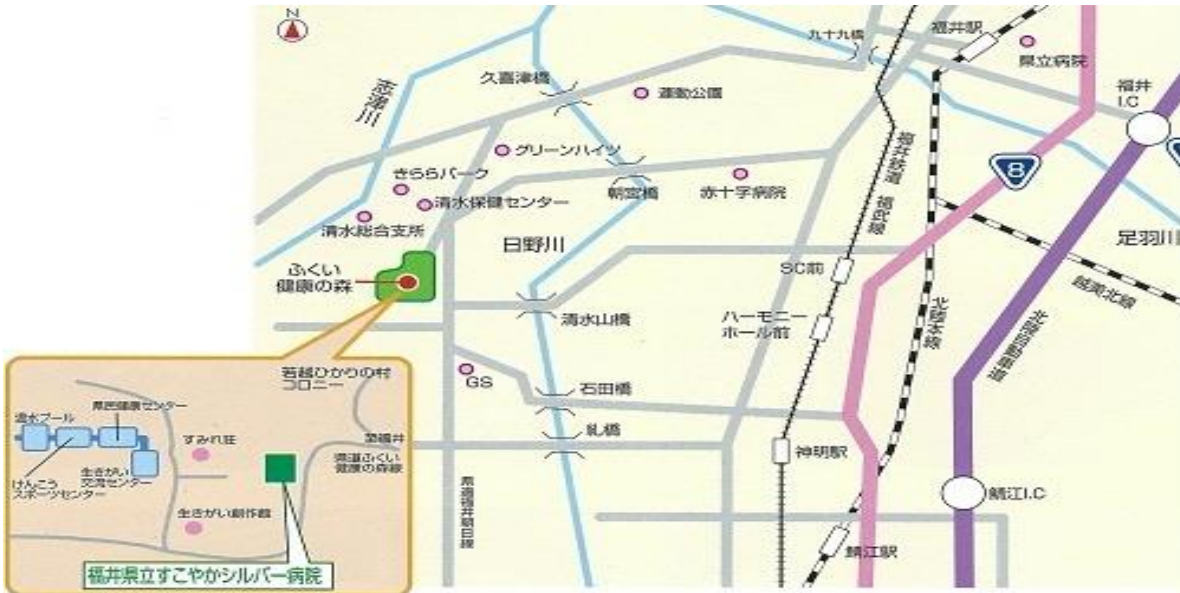 N
九十九橋
福井駅
県立病院
福井
I.C
久喜津橋
運動公園
志津川
グリーンハイツ
福井鉄道 福武線
8
きららパーク
朝宮橋
赤十字病院
清水保健センター
清水総合支所
日野川
足羽川
ふくい
健康の森
SC前
越美北線
清水山橋
ハーモニー
ホール前
北陸本線
北陸自動車道
若越ひかりの村
コロニー
GS
石田橋
温水プール
県民健康センター
すみれ荘
至福井
糺橋
県道ふくい
健康の森線
神明駅
けんこう
スポーツセンター
生きがい
交流センター
県道福井朝日線
鯖江I.C
生きがい創作館
鯖江駅
福井県立すこやかシルバー病院